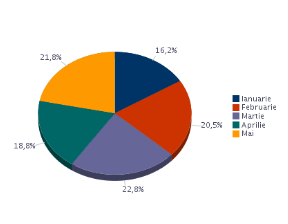 21,8%
16,2%
20,5%
22,8%
18,8%
Ianuarie
Februarie
Martie
Aprilie
Mai